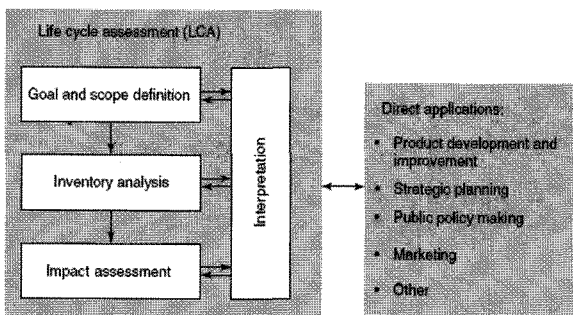 Life cycle assessment (LCA)
Goal and scope definition
Inventory analysis
Impact assessment
Interpretation
Direct applications:
• Product development and
improvement
• Strategic planning
• Public policy making
• Marketing
• Other